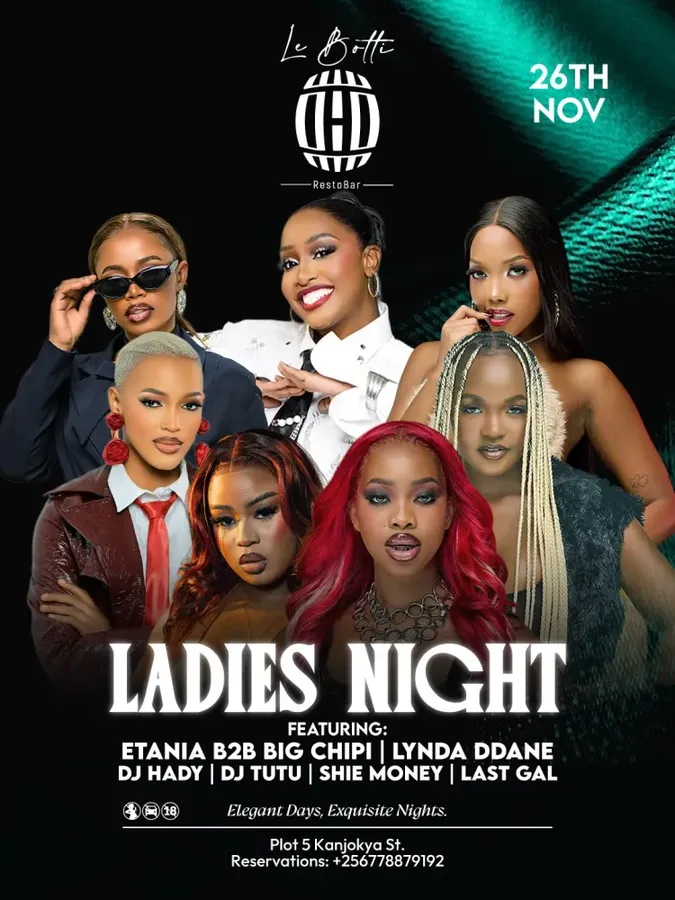 Le Botti
RestoBar
26TH
NOV
LADIES NIGHT
FEATURING:
ETANIA B2B BIG CHIPI | LYNDA DDANE
DJ HADY | DJ TUTU | SHIE MONEY | LAST GAL
18
Elegant Days, Exquisite Nights.
Plot 5 Kanjokya St.
Reservations: +256778879192